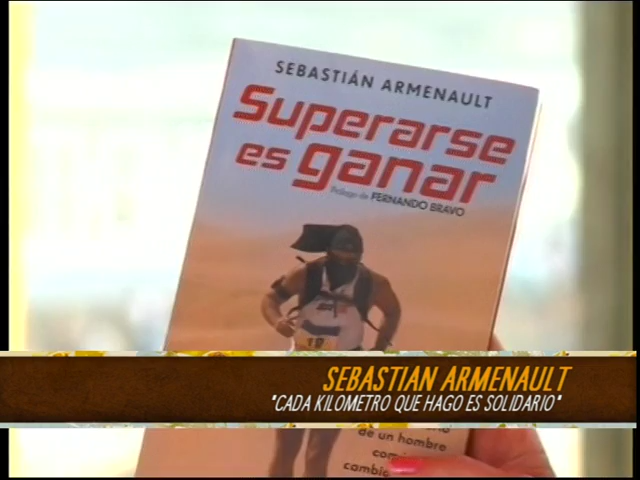 SEBASTIÁN ARMENAULT
Superarse
es ganar
Prólogo de FERNANDO BRAVO
SEBASTIAN ARMENAULT
"CADA KILOMETRO QUE HAGO ES SOLIDARIO"
de un hombre